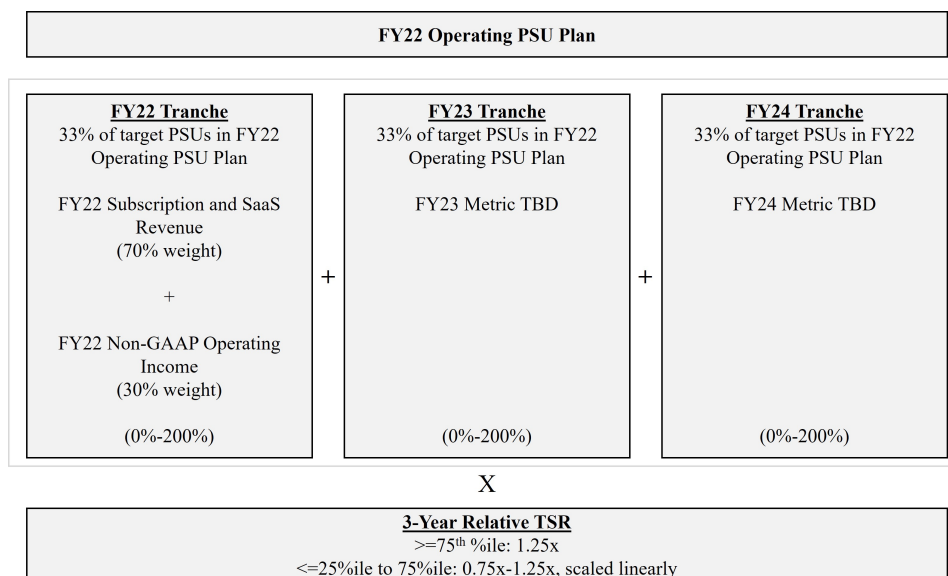 FY22 Operating PSU Plan
FY22 Tranche
33% of target PSUs in FY22
Operating PSU Plan
FY22 Subscription and SaaS
Revenue
(70% weight)
+
FY22 Non-GAAP Operating
Income
(30% weight)
(0%-200%)
+
FY23 Tranche
33% of target PSUs in FY22
Operating PSU Plan
FY23 Metric TBD
(0%-200%)
+
FY24 Tranche
33% of target PSUs in FY22
Operating PSU Plan
FY24 Metric TBD
(0%-200%)
X
3-Year Relative TSR
>=75th %ile: 1.25x
<=25%ile to 75%ile: 0.75x-1.25x, scaled linearly